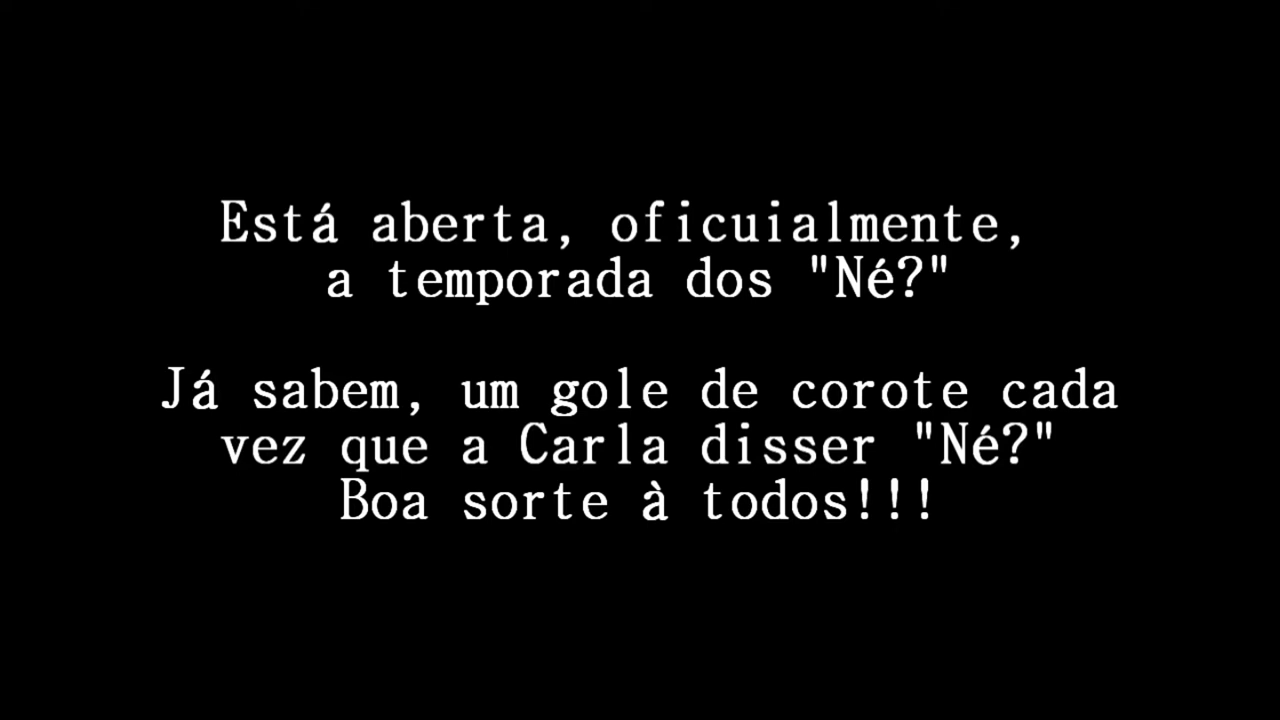 Está aberta, oficuialmente,
a temporada dos "Né?"
Já sabem, um gole de corote cada
vez que a Carla disser "Né?"
Boa sorte à todos!!!